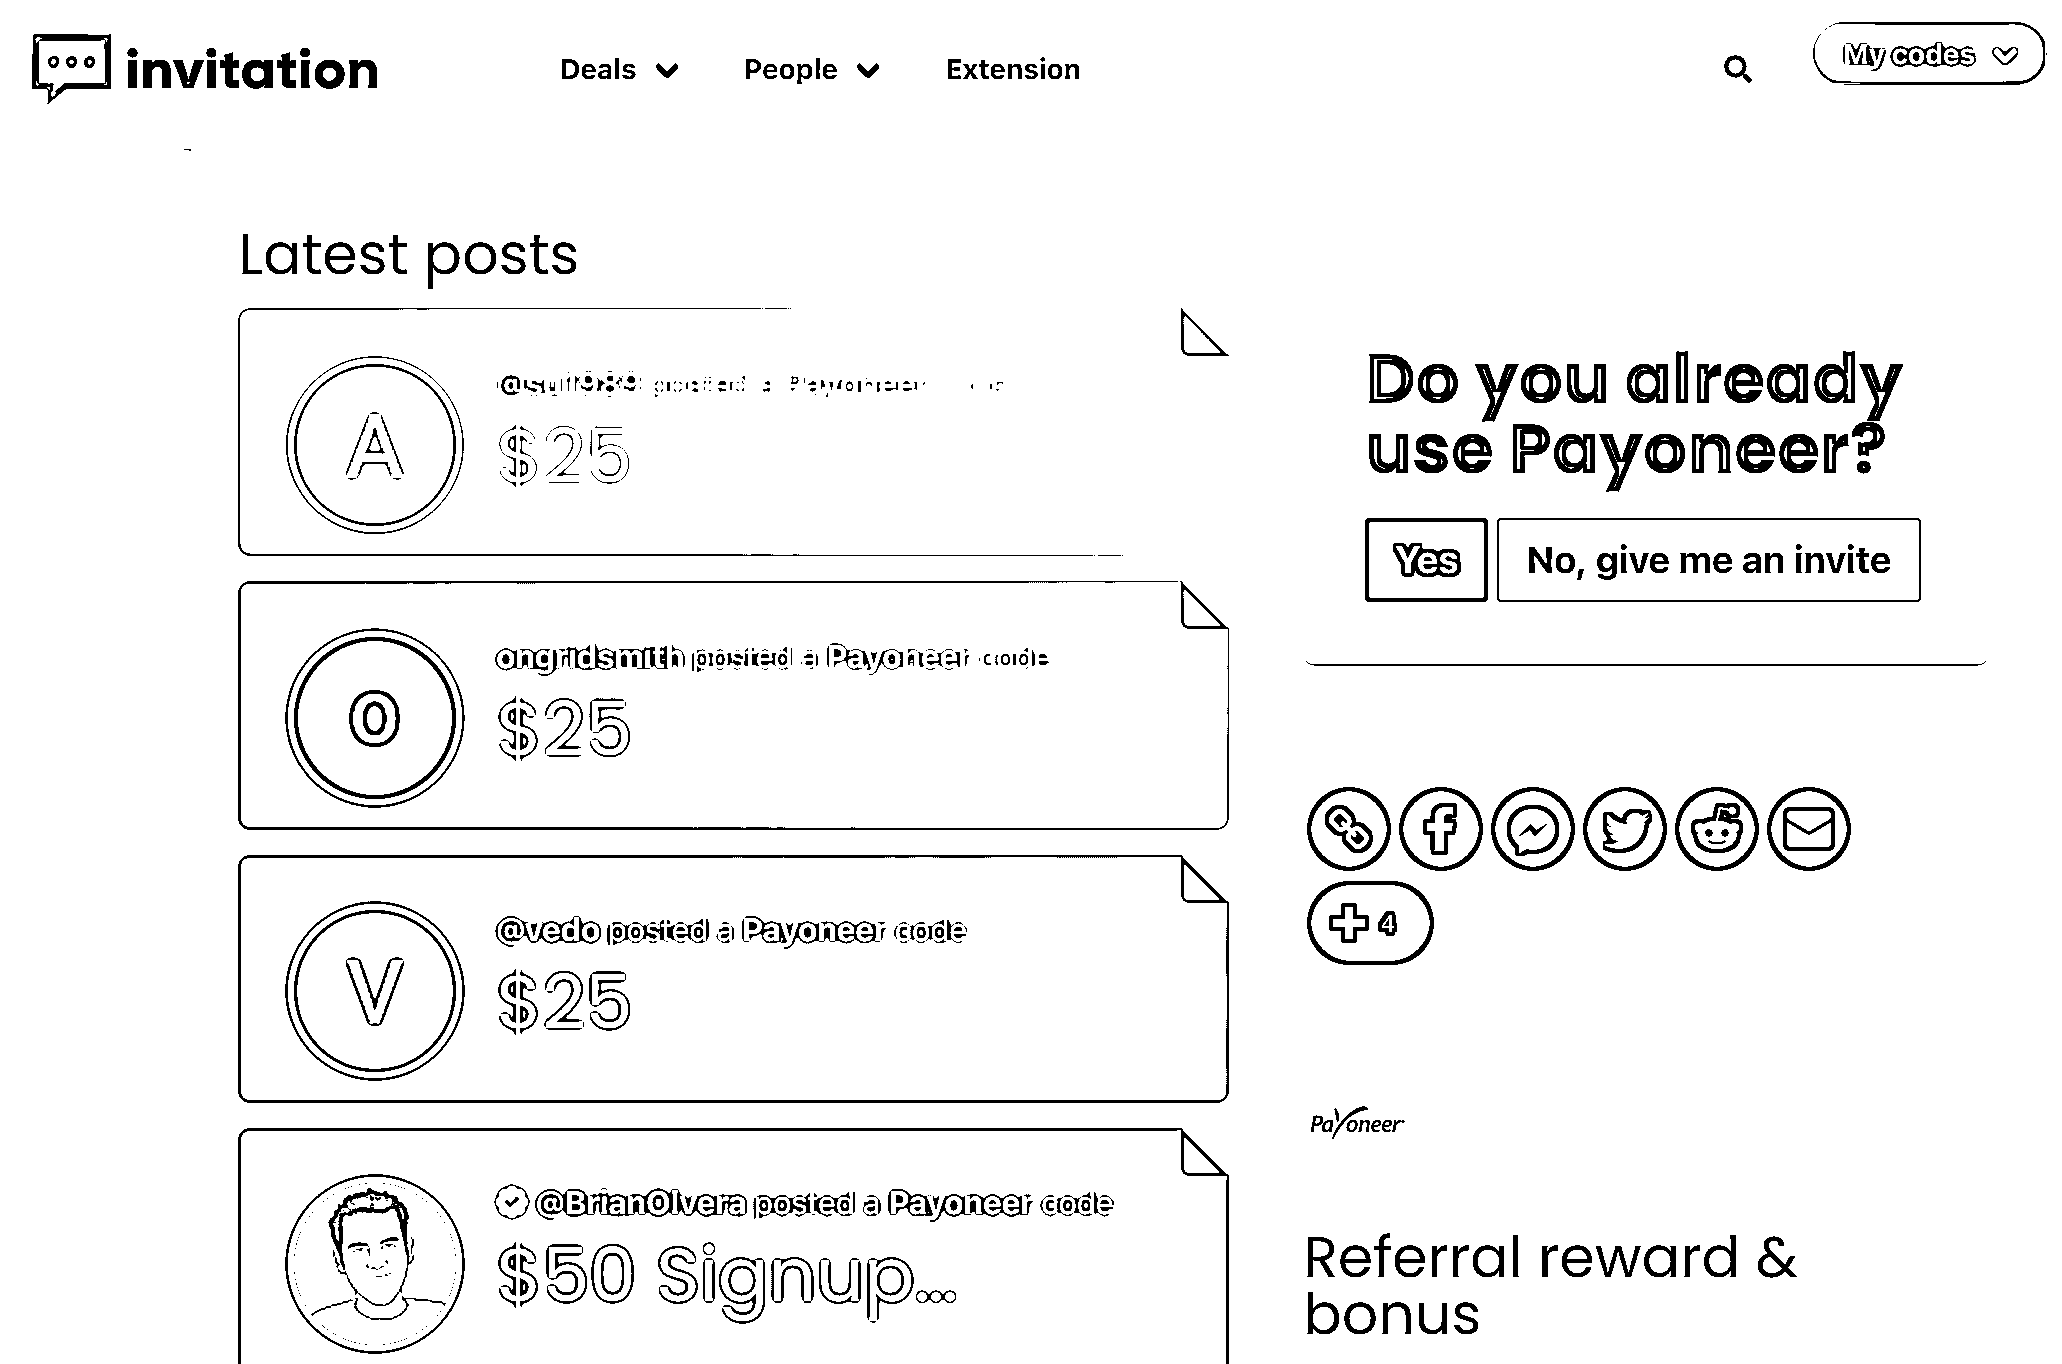 invitation
Deals
People
Extension
My codes
Latest posts
A
posted a Payoneer
$25
Do you already
use Payoneer?
Yes
No, give me an invite
O
ongridsmith posted a Payoneer code
$25
V
@vedo posted a Payoneer code
$25
4
Payoneer
@BrianOlvera posted a Payoneer code
$50 Signup...
Referral reward &
bonus